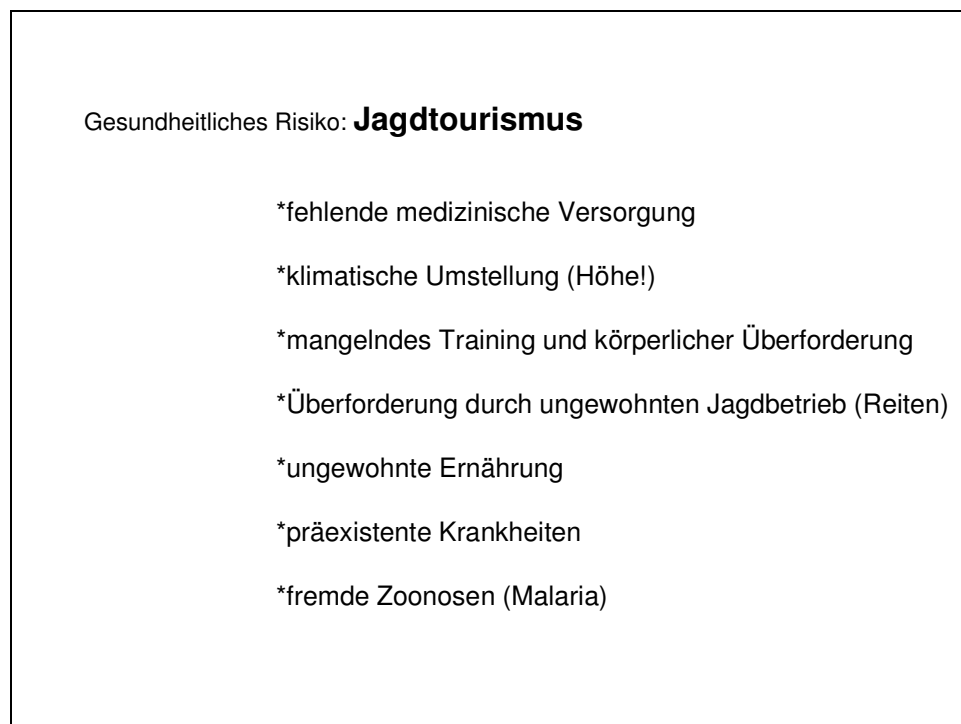 Gesundheitliches Risiko: Jagdtourismus
*fehlende medizinische Versorgung
*klimatische Umstellung (Höhe!)
*mangelndes Training und körperlicher Überforderung
*Überforderung durch ungewohnten Jagdbetrieb (Reiten)
*ungewohnte Ernährung
*präexistente Krankheiten
*fremde Zoonosen (Malaria)